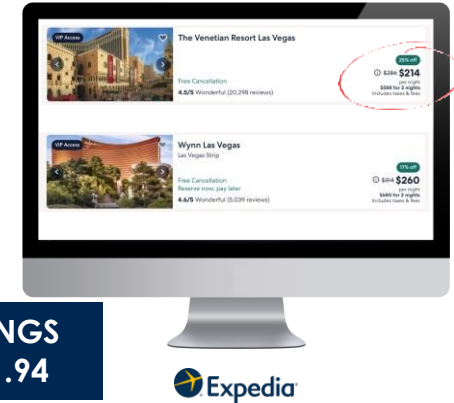 VIP Access
The Venetian Resort Las Vegas
25% off
$286 $214
per night
$588 for 2 nights
includes taxes & fees
Free Cancellation
4.5/5 Wonderful (20,298 reviews)
VIP Access
Wynn Las Vegas
Las Vegas Strip
17% off
$314 $260
per night
$680 for 2 nights
includes taxes & fees
Free Cancellation
Reserve now, pay later
4.6/5 Wonderful (5,039 reviews)
NGS
.94
Expedia